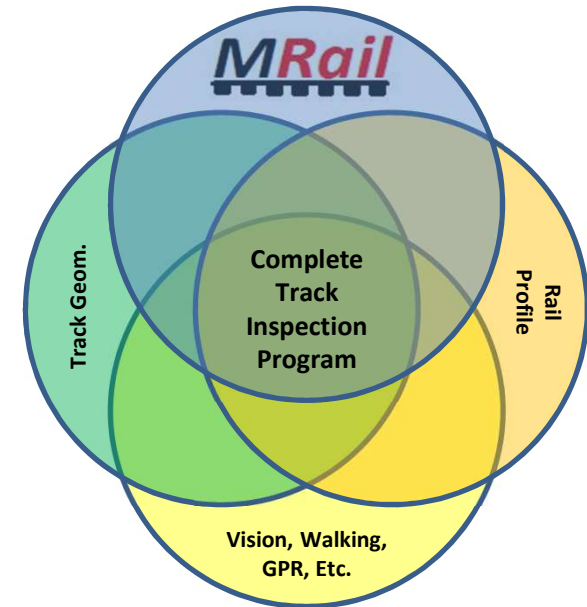 MRail
Track Geom.
Complete
Track
Inspection
Program
Rail
Profile
Vision, Walking,
GPR, Etc.